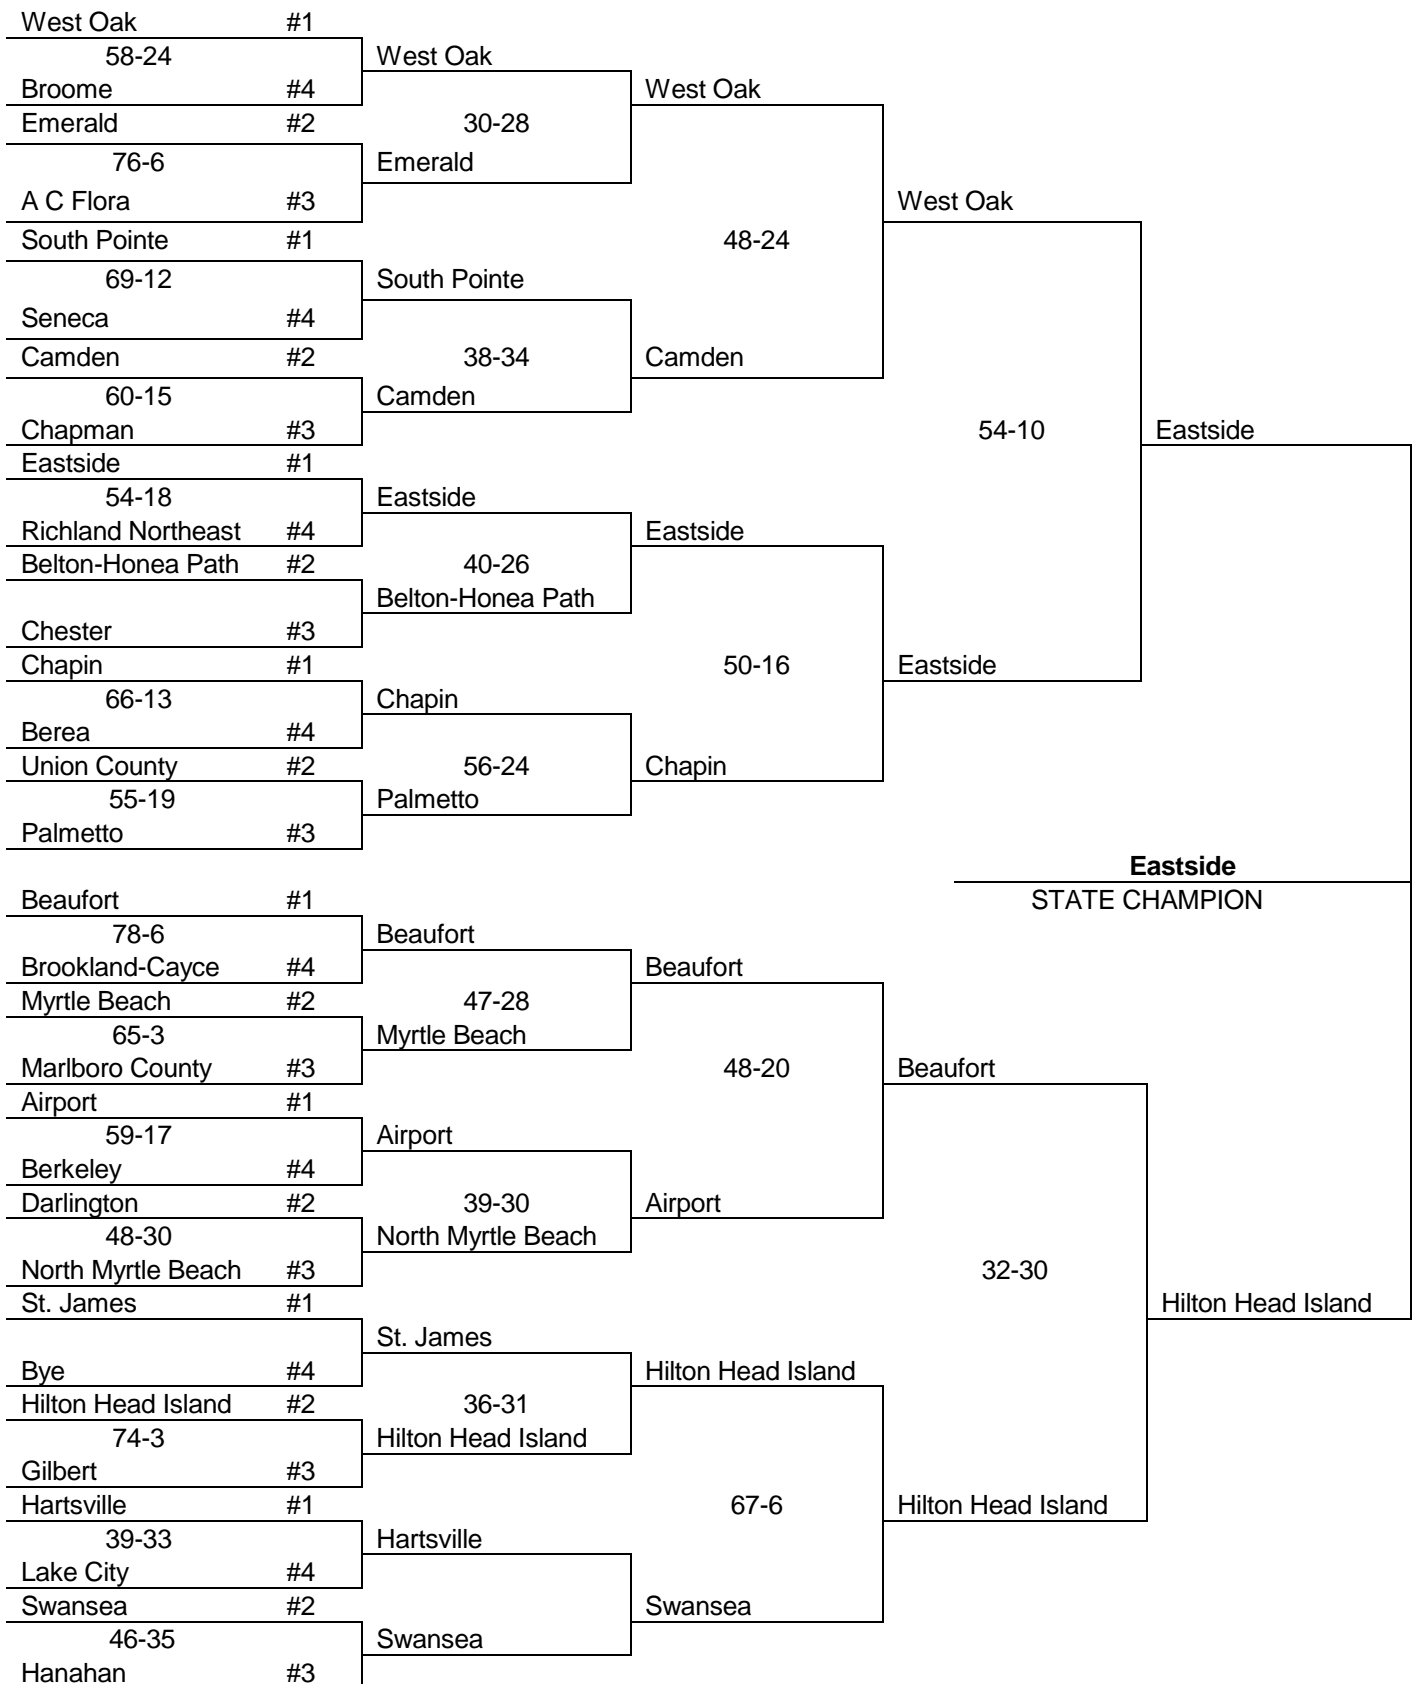 West Oak #1
58-24 West Oak
Broome #4 West Oak
Emerald #2 30-28
76-6 Emerald
A C Flora #3 West Oak
South Pointe #1 48-24
69-12 South Pointe
Seneca #4
Camden #2 38-34 Camden
60-15 Camden
Chapman #3 54-10 Eastside
Eastside #1
54-18 Eastside
Richland Northeast #4 Eastside
Belton-Honea Path #2 40-26
Belton-Honea Path
Chester #3
Chapin #1 50-16 Eastside
66-13 Chapin
Berea #4
Union County #2 56-24 Chapin
55-19 Palmetto
Palmetto #3
Eastside
Beaufort #1 STATE CHAMPION
78-6 Beaufort
Brookland-Cayce #4 Beaufort
Myrtle Beach #2 47-28
65-3 Myrtle Beach
Marlboro County #3 48-20 Beaufort
Airport #1
59-17 Airport
Berkeley #4
Darlington #2 39-30 Airport
48-30 North Myrtle Beach
North Myrtle Beach #3 32-30
St. James #1 Hilton Head Island
St. James
Bye #4 Hilton Head Island
Hilton Head Island #2 36-31
74-3 Hilton Head Island
Gilbert #3
Hartsville #1 67-6 Hilton Head Island
39-33 Hartsville
Lake City #4
Swansea #2 Swansea
46-35 Swansea
Hanahan #3